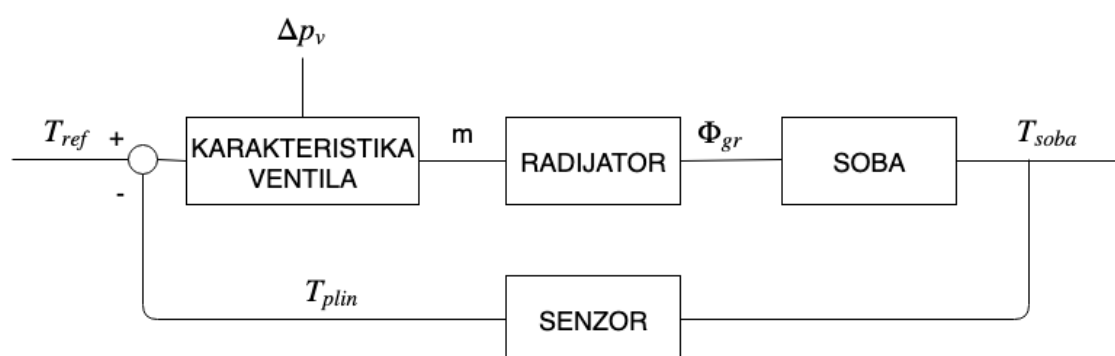 Δp_v
T_ref
+
-
KARAKTERISTIKA
VENTILA
m
RADIJATOR
Φ_gr
SOBA
T_soba
T_plin
SENZOR